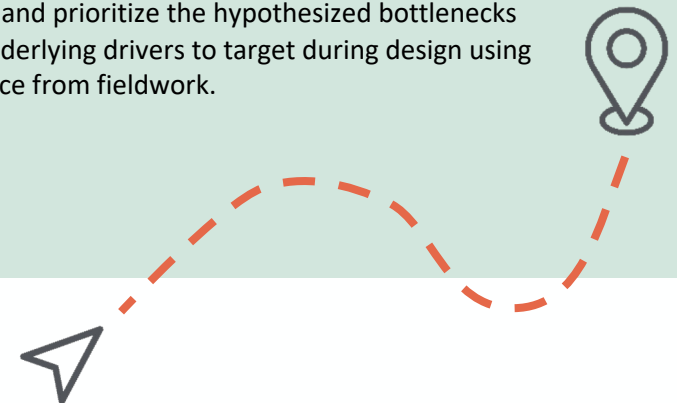 and prioritize the hypothesized bottlenecks
derlying drivers to target during design using
ce from fieldwork.